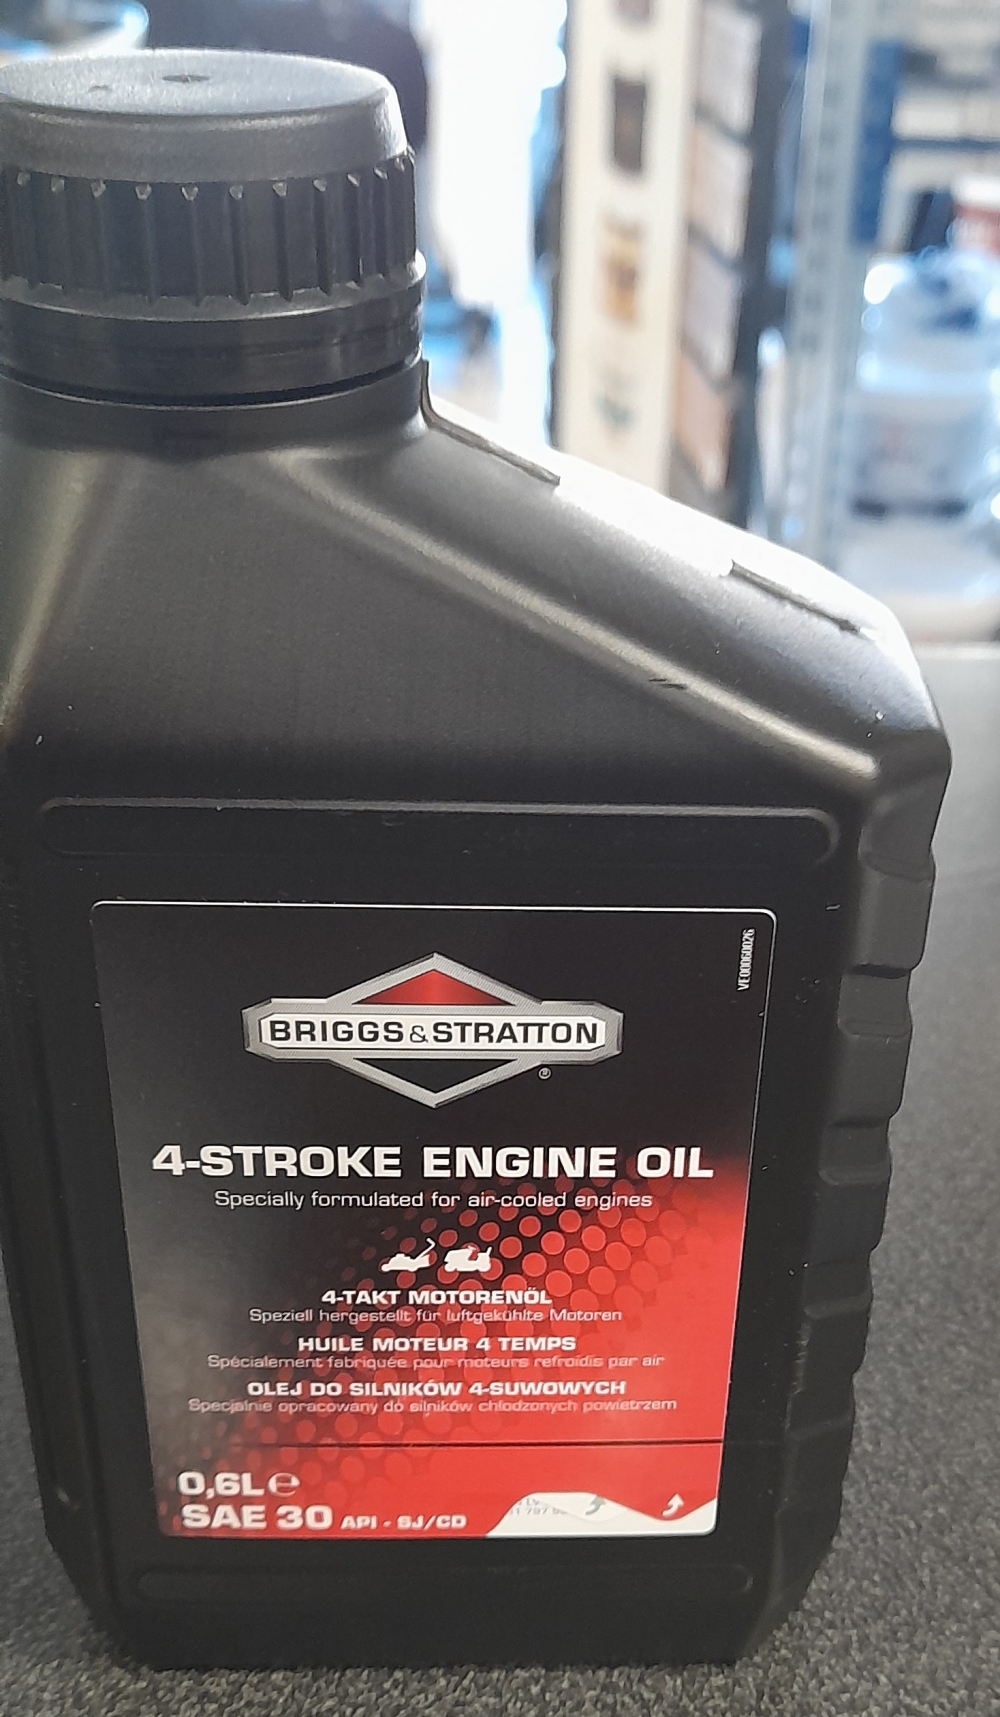 VE00060026
BRIGGS&STRATTON
®
4-STROKE ENGINE OIL
Specially formulated for air-cooled engines
4-TAKT MOTORENÖL
Speziell hergestellt für luftgekühlte Motoren
HUILE MOTEUR 4 TEMPS
Spécialement fabriquée pour moteurs refroidis par air
OLEJ DO SILNIKÓW 4-SUWOWYCH
Specjalnie opracowany do silników chłodzonych powietrzem
0,6L℮
SAE 30 API - SJ/CD